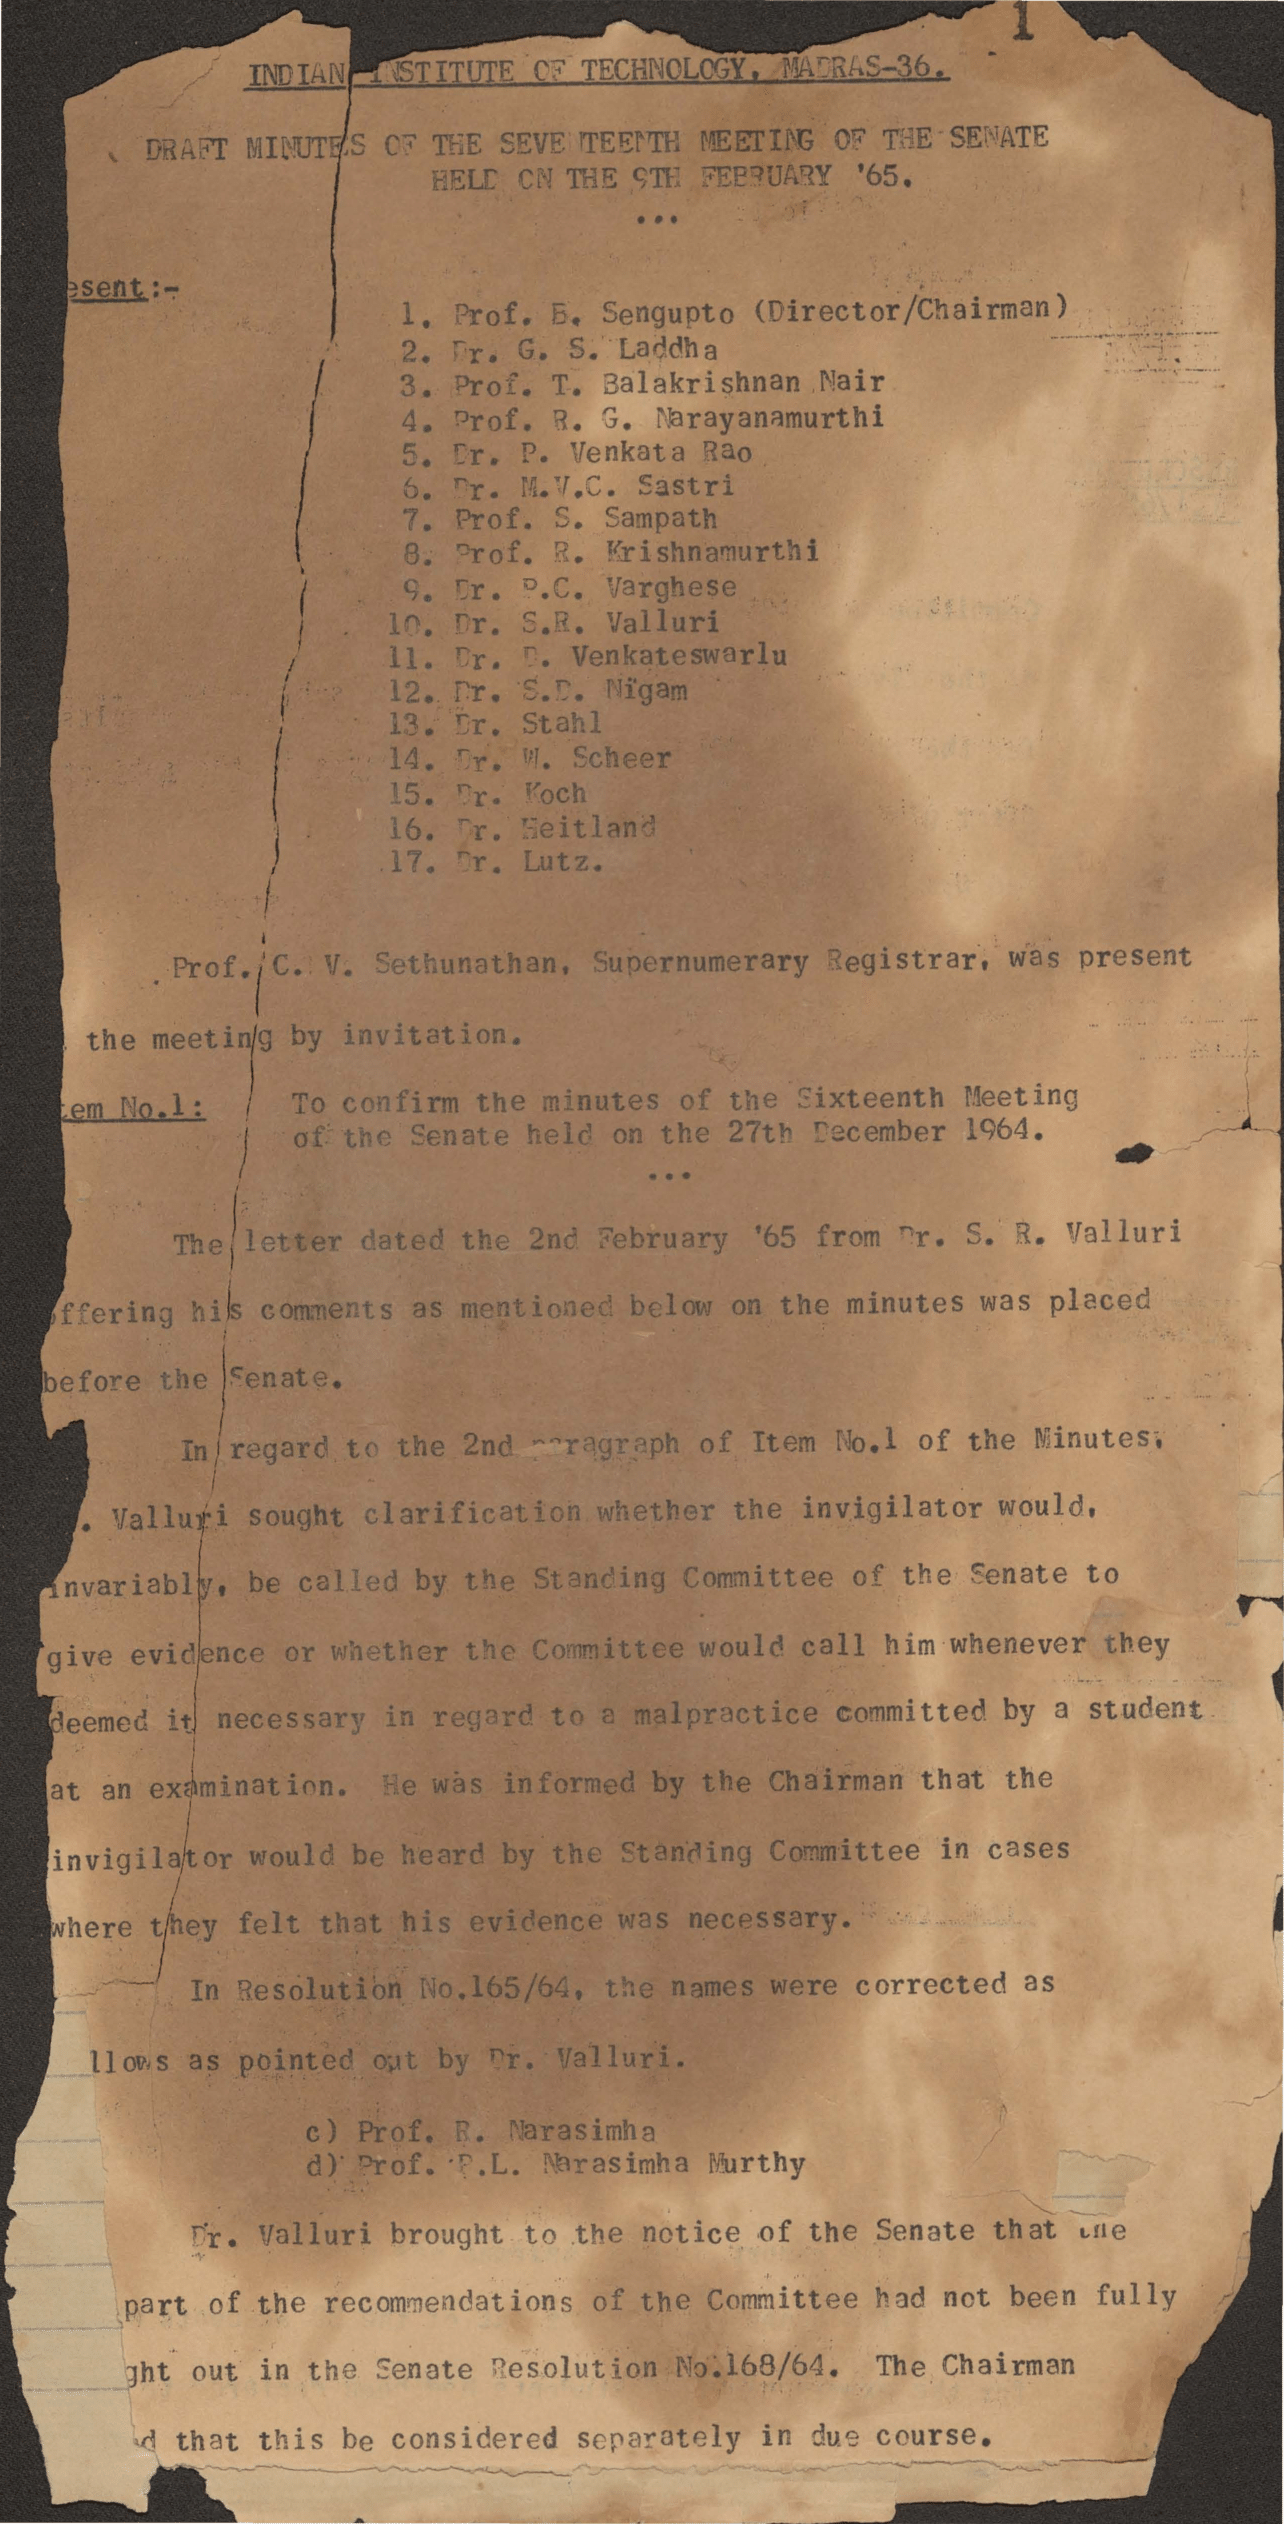 1
INDIAN INSTITUTE OF TECHNOLOGY, MADRAS-36.
DRAFT MINUTES OF THE SEVENTEENTH MEETING OF THE SENATE
HELD ON THE 9TH FEBRUARY '65.
...
esent:-
1. Prof. B. Sengupto (Director/Chairman)
2. Dr. G. S. Laddha
3. Prof. T. Balakrishnan Nair
4. Prof. R. G. Narayanamurthi
5. Dr. P. Venkata Rao
6. Dr. M.V.C. Sastri
7. Prof. S. Sampath
8. Prof. R. Krishnamurthi
9. Dr. P.C. Varghese
10. Dr. S.R. Valluri
11. Dr. D. Venkateswarlu
12. Dr. S.D. Nigam
13. Dr. Stahl
14. Dr. W. Scheer
15. Dr. Koch
16. Dr. Heitland
17. Dr. Lutz.
Prof. C. V. Sethunathan, Supernumerary Registrar, was present
the meeting by invitation.
tem No.1: To confirm the minutes of the Sixteenth Meeting
of the Senate held on the 27th December 1964.
...
The letter dated the 2nd February '65 from Dr. S. R. Valluri
ffering his comments as mentioned below on the minutes was placed
before the Senate.
In regard to the 2nd paragraph of Item No.1 of the Minutes,
. Valluri sought clarification whether the invigilator would,
invariably, be called by the Standing Committee of the Senate to
give evidence or whether the Committee would call him whenever they
deemed it necessary in regard to a malpractice committed by a student
at an examination. He was informed by the Chairman that the
invigilator would be heard by the Standing Committee in cases
where they felt that his evidence was necessary.
In Resolution No.165/64, the names were corrected as
llows as pointed out by Dr. Valluri.
c) Prof. R. Narasimha
d) Prof. P.L. Narasimha Murthy
Dr. Valluri brought to the notice of the Senate that the
part of the recommendations of the Committee had not been fully
ght out in the Senate Resolution No.168/64. The Chairman
d that this be considered separately in due course.